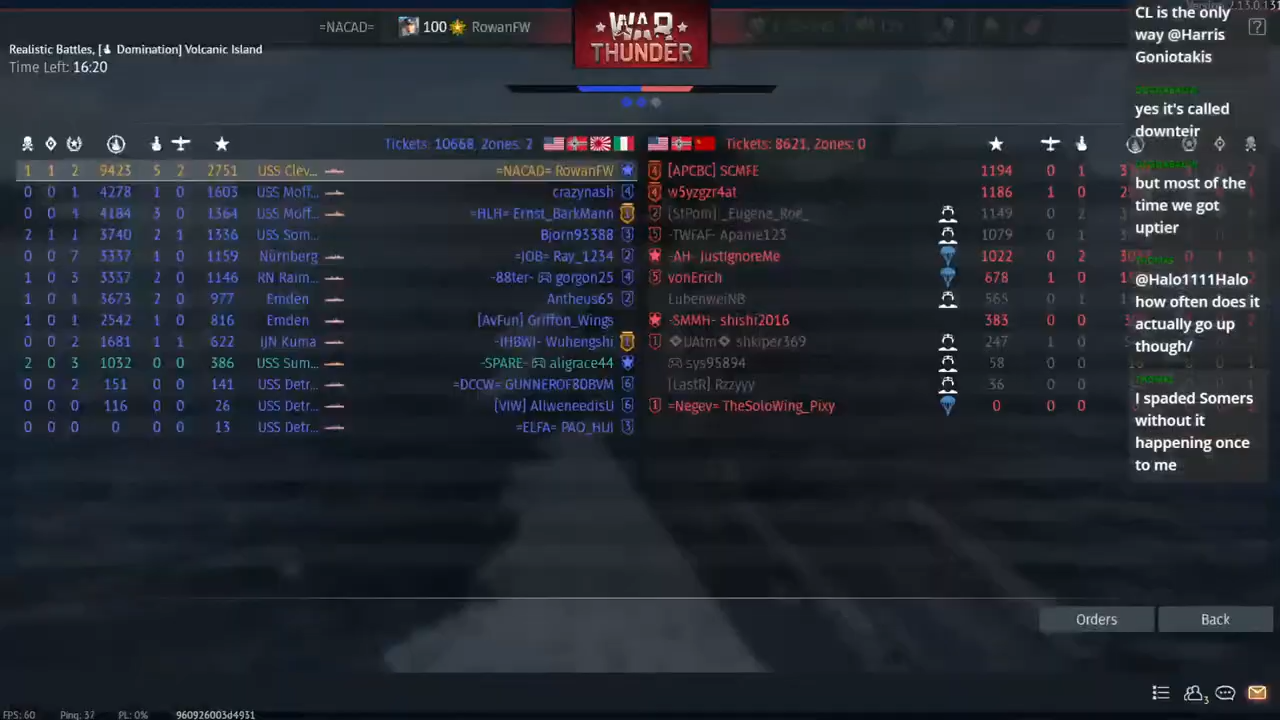 =NACAD= 100 RowanFW
WAR THUNDER
Realistic Battles, [ Domination] Volcanic Island
Time Left: 16:20
Tickets: 10668, Zones: 2 Tickets: 8621, Zones: 0
1 1 2 9423 5 2 2751 USS Clev... =NACAD= RowanFW [APCBC] SCMFE 1194 0 1
0 0 1 4278 1 0 1603 USS Moff... crazynash w5yzgzr4at 1186 1 0
0 0 4 4184 3 0 1364 USS Moff... =HLH= Ernst_BarkMann [StPom] _Eugene_Roe_ 1149 0 2
2 1 1 3740 2 1 1336 USS Som... Bjorn93388 -TWFAF- Apame123 1079 0 1
0 0 7 3337 1 0 1159 Nürnberg =JOB= Ray_1234 -AH- JustIgnoreMe 1022 0 2
1 0 3 3337 2 0 1146 RN Raim... -88ter- gorgon25 vonErich 678 1 0
1 0 1 3673 2 0 977 Emden Antheus65 LubenweiNB 565 0 1
1 0 1 2542 1 0 816 Emden [AvFun] Griffon_Wings -SMMH- shishi2016 383 0 0
0 0 2 1681 1 1 622 IJN Kuma -IHBWI- Wuhengshi UAtm shkiper369 247 1 0
2 0 3 1032 0 0 386 USS Sum... -SPARE- aligrace44 sys95894 58 0 0
0 0 2 151 0 0 141 USS Detr... =DCCW= GUNNEROF8DBVM [LastR] Rzzyyy 36 0 0
0 0 0 116 0 0 26 USS Detr... [VIW] AllweneedisU =Negev= TheSoloWing_Pixy 0 0 0
0 0 0 0 0 0 13 USS Detr... =ELFA= PAO_HUI
CL is the only
way @Harris
Goniotakis
yes it's called
downteir
but most of the
time we got
uptier
@Halo1111Halo
how often does it
actually go up
though/
I spaded Somers
without it
happening once
to me
Orders Back
3
FPS: 60 Ping: 37 PL: 0% 960926003d4931